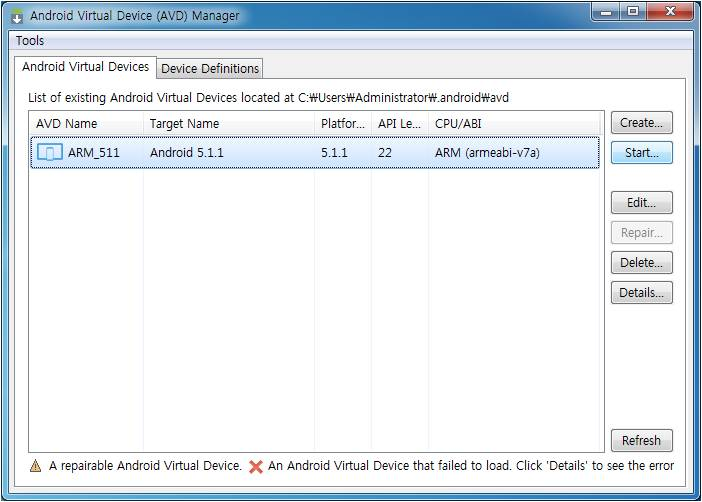 Android Virtual Device (AVD) Manager
Tools
Android Virtual Devices Device Definitions
List of existing Android Virtual Devices located at C:₩Users₩Administrator₩.android₩avd
AVD Name Target Name Platfor... API Le... CPU/ABI
ARM_511 Android 5.1.1 5.1.1 22 ARM (armeabi-v7a)
Create...
Start...
Edit...
Repair...
Delete...
Details...
Refresh
A repairable Android Virtual Device. An Android Virtual Device that failed to load. Click 'Details' to see the error